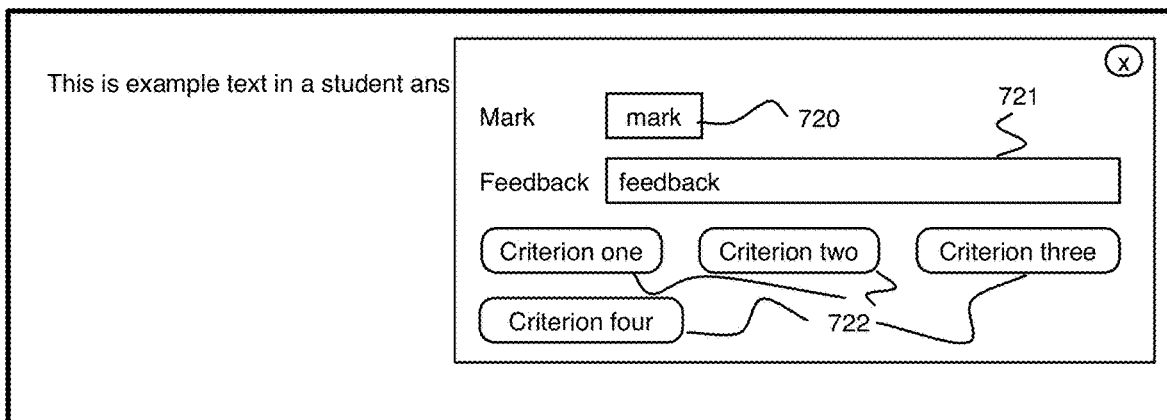 This is example text in a student ans
x
Mark mark 720 721
Feedback feedback
Criterion one Criterion two Criterion three
Criterion four 722